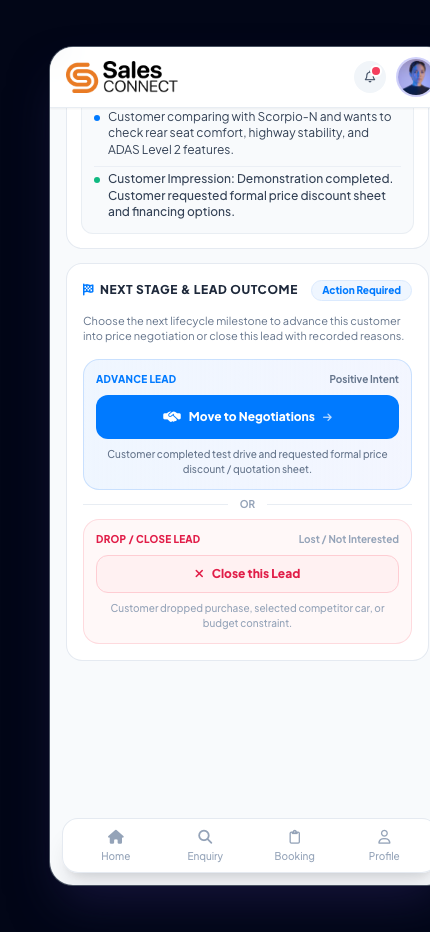 Sales
CONNECT
Customer comparing with Scorpio-N and wants to
check rear seat comfort, highway stability, and
ADAS Level 2 features.
Customer Impression: Demonstration completed.
Customer requested formal price discount sheet
and financing options.
NEXT STAGE & LEAD OUTCOME
Action Required
Choose the next lifecycle milestone to advance this customer
into price negotiation or close this lead with recorded reasons.
ADVANCE LEAD
Positive Intent
Move to Negotiations →
Customer completed test drive and requested formal price
discount / quotation sheet.
OR
DROP / CLOSE LEAD
Lost / Not Interested
× Close this Lead
Customer dropped purchase, selected competitor car, or
budget constraint.
Home
Enquiry
Booking
Profile